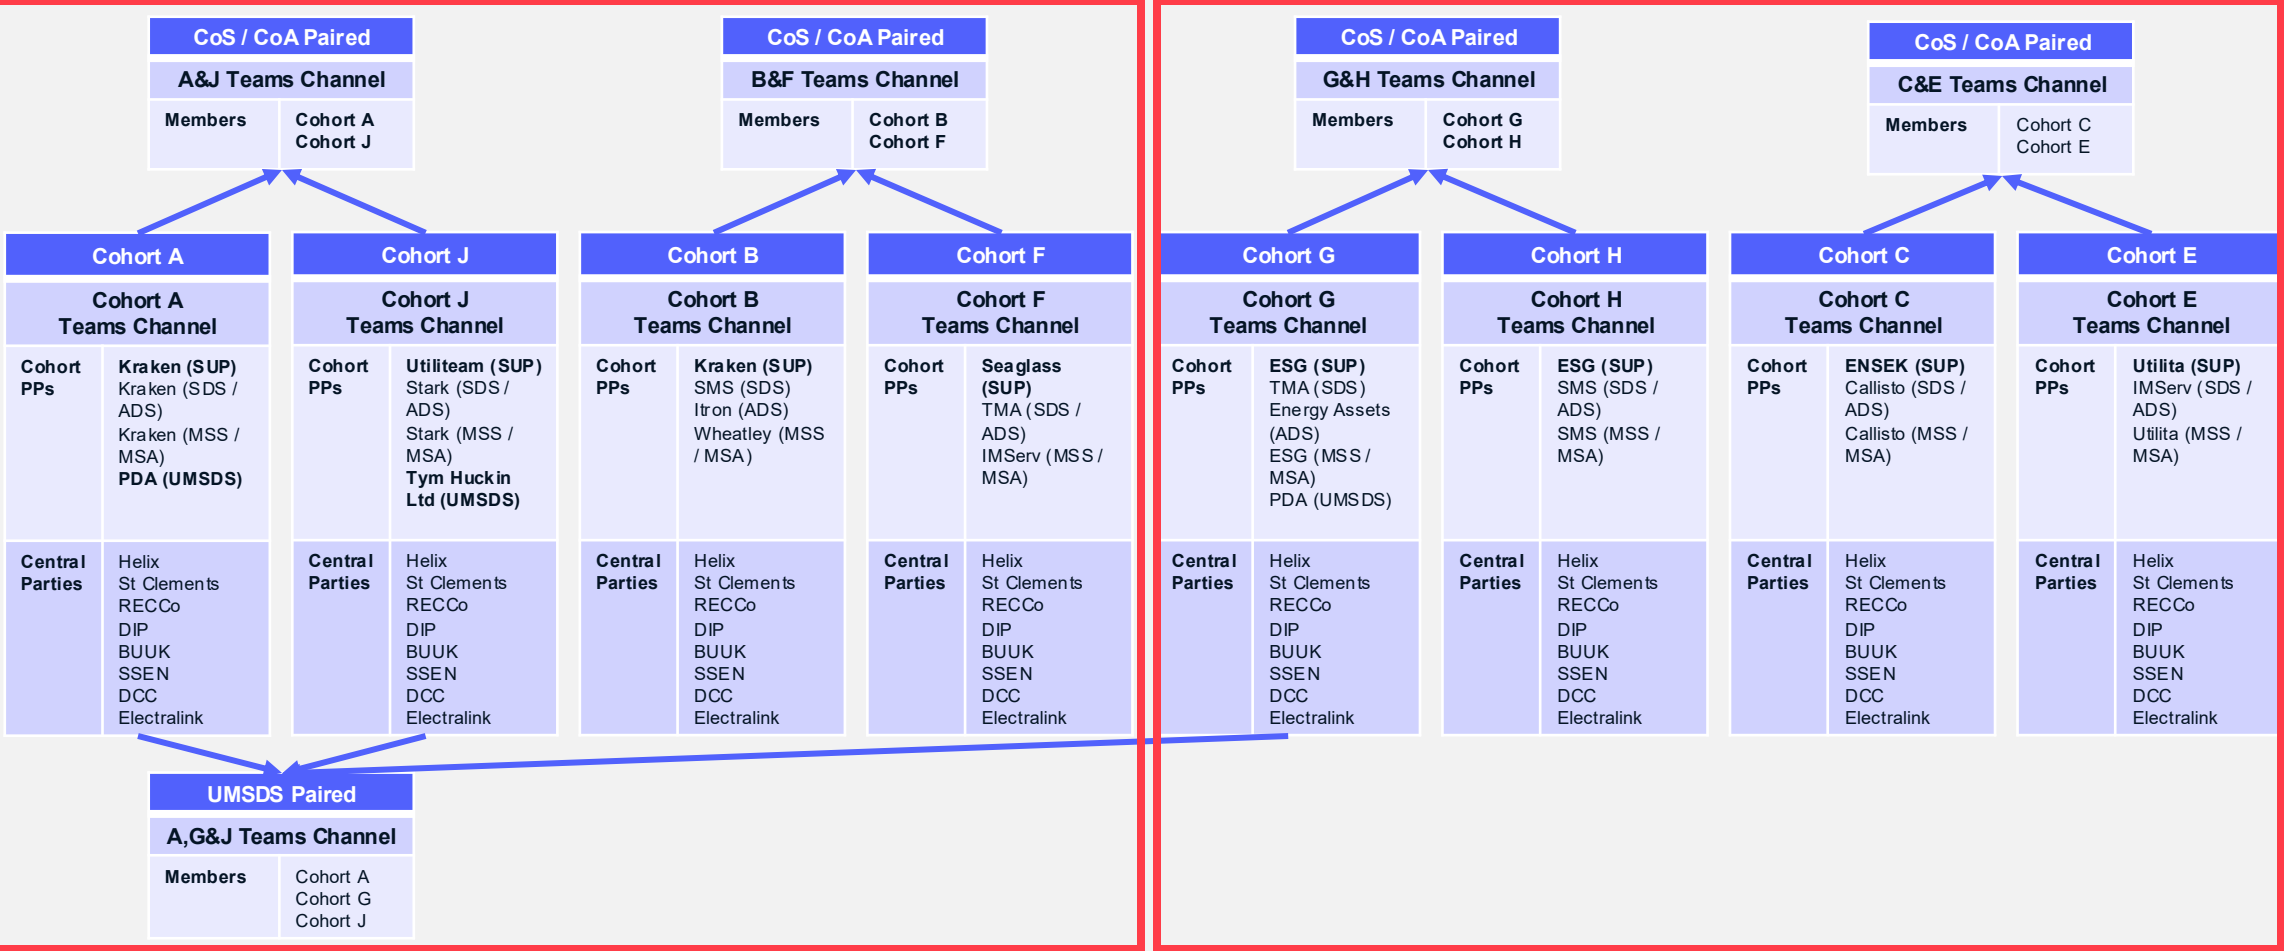 CoS / CoA Paired
A&J Teams Channel
Members
Cohort A
Cohort J
CoS / CoA Paired
B&F Teams Channel
Members
Cohort B
Cohort F
CoS / CoA Paired
G&H Teams Channel
Members
Cohort G
Cohort H
CoS / CoA Paired
C&E Teams Channel
Members
Cohort C
Cohort E
Cohort A
Cohort A
Teams Channel
Cohort
PPs
Kraken (SUP)
Kraken (SDS /
ADS)
Kraken (MSS /
MSA)
PDA (UMSDS)
Central
Parties
Helix
St Clements
RECCo
DIP
BUUK
SSEN
DCC
Electralink
Cohort J
Cohort J
Teams Channel
Cohort
PPs
Utiliteam (SUP)
Stark (SDS /
ADS)
Stark (MSS /
MSA)
Tym Huckin
Ltd (UMSDS)
Central
Parties
Helix
St Clements
RECCo
DIP
BUUK
SSEN
DCC
Electralink
Cohort B
Cohort B
Teams Channel
Cohort
PPs
Kraken (SUP)
SMS (SDS)
Itron (ADS)
Wheatley (MSS
/ MSA)
Central
Parties
Helix
St Clements
RECCo
DIP
BUUK
SSEN
DCC
Electralink
Cohort F
Cohort F
Teams Channel
Cohort
PPs
Seaglass
(SUP)
TMA (SDS /
ADS)
IMServ (MSS /
MSA)
Central
Parties
Helix
St Clements
RECCo
DIP
BUUK
SSEN
DCC
Electralink
Cohort G
Cohort G
Teams Channel
Cohort
PPs
ESG (SUP)
TMA (SDS)
Energy Assets
(ADS)
ESG (MSS /
MSA)
PDA (UMSDS)
Central
Parties
Helix
St Clements
RECCo
DIP
BUUK
SSEN
DCC
Electralink
Cohort H
Cohort H
Teams Channel
Cohort
PPs
ESG (SUP)
SMS (SDS /
ADS)
SMS (MSS /
MSA)
Central
Parties
Helix
St Clements
RECCo
DIP
BUUK
SSEN
DCC
Electralink
Cohort C
Cohort C
Teams Channel
Cohort
PPs
ENSEK (SUP)
Callisto (SDS /
ADS)
Callisto (MSS /
MSA)
Central
Parties
Helix
St Clements
RECCo
DIP
BUUK
SSEN
DCC
Electralink
Cohort E
Cohort E
Teams Channel
Cohort
PPs
Utilita (SUP)
IMServ (SDS /
ADS)
Utilita (MSS /
MSA)
Central
Parties
Helix
St Clements
RECCo
DIP
BUUK
SSEN
DCC
Electralink
UMSDS Paired
A,G&J Teams Channel
Members
Cohort A
Cohort G
Cohort J